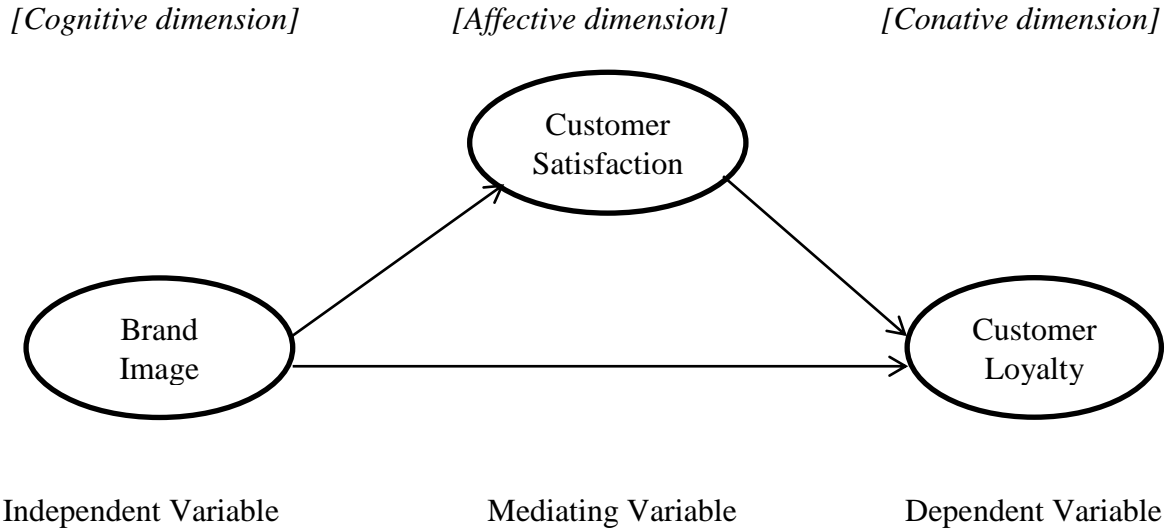 [Cognitive dimension]
[Affective dimension]
[Conative dimension]
Customer
Satisfaction
Brand
Image
Customer
Loyalty
Independent Variable
Mediating Variable
Dependent Variable